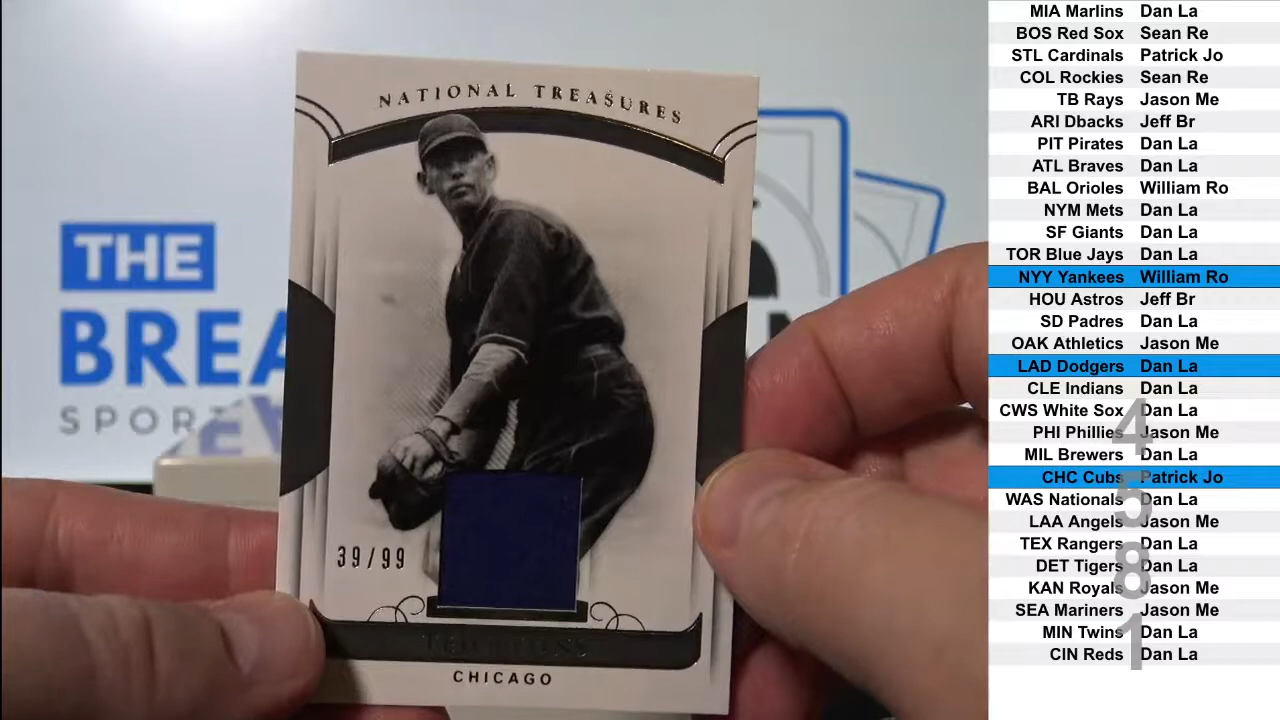 NATIONAL TREASURES
39/99
CHICAGO
THE
BREA
SPOR
MIA Marlins Dan La
BOS Red Sox Sean Re
STL Cardinals Patrick Jo
COL Rockies Sean Re
TB Rays Jason Me
ARI Dbacks Jeff Br
PIT Pirates Dan La
ATL Braves Dan La
BAL Orioles William Ro
NYM Mets Dan La
SF Giants Dan La
TOR Blue Jays Dan La
NYY Yankees William Ro
HOU Astros Jeff Br
SD Padres Dan La
OAK Athletics Jason Me
LAD Dodgers Dan La
CLE Indians Dan La
CWS White Sox Dan La
PHI Phillies Jason Me
MIL Brewers Dan La
CHC Cubs Patrick Jo
WAS Nationals Dan La
LAA Angels Jason Me
TEX Rangers Dan La
DET Tigers Dan La
KAN Royals Jason Me
SEA Mariners Jason Me
MIN Twins Dan La
CIN Reds Dan La
4
5
8
1